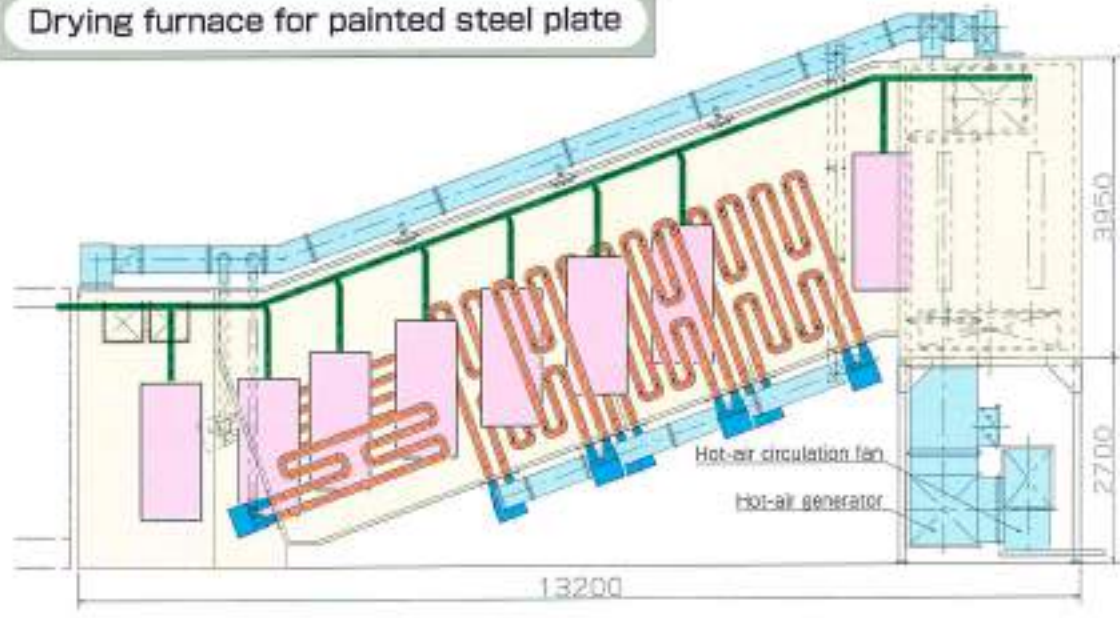 Drying furnace for painted steel plate
3950
Hot-air circulation fan
2700
Hot-air generator
13200